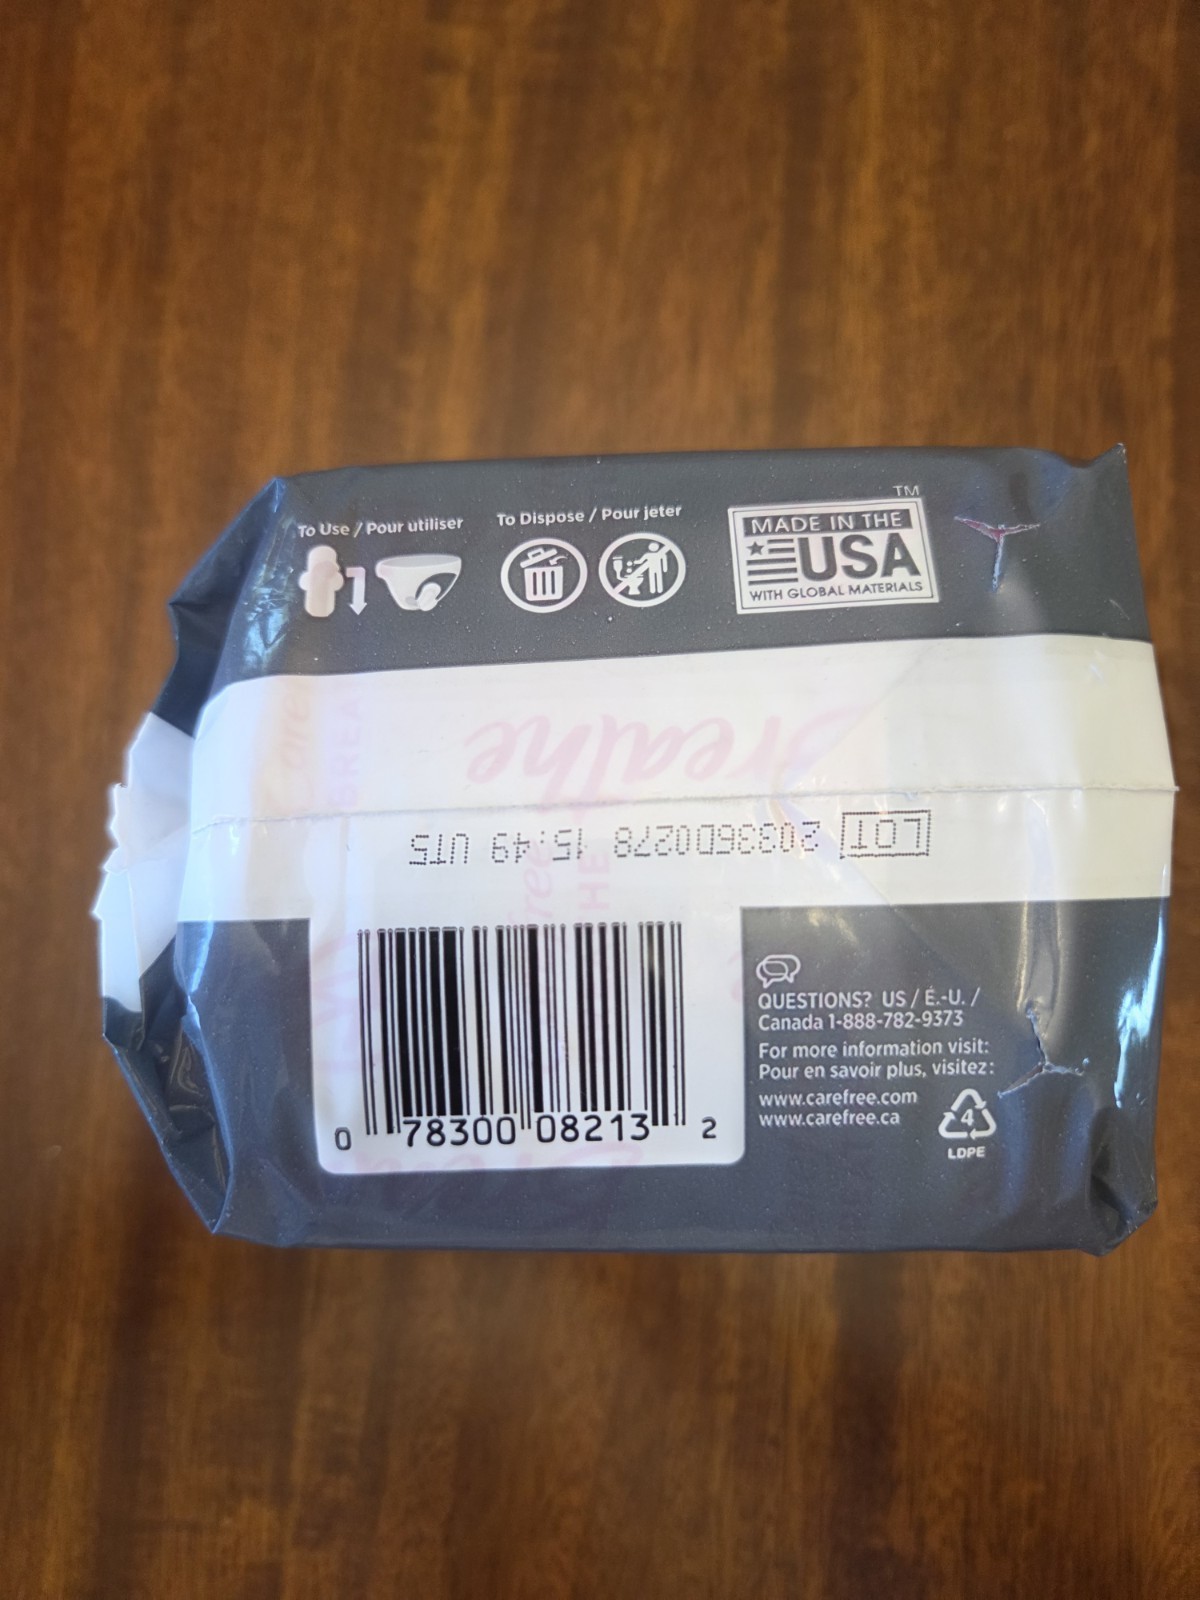 To Use / Pour utiliser
To Dispose / Pour jeter
TM
MADE IN THE
USA
WITH GLOBAL MATERIALS
Breathe
LOT 20336D0278 15:49 UT5
0 78300 08213 2
QUESTIONS? US / É.-U. /
Canada 1-888-782-9373
For more information visit:
Pour en savoir plus, visitez:
www.carefree.com
www.carefree.ca
4
LDPE